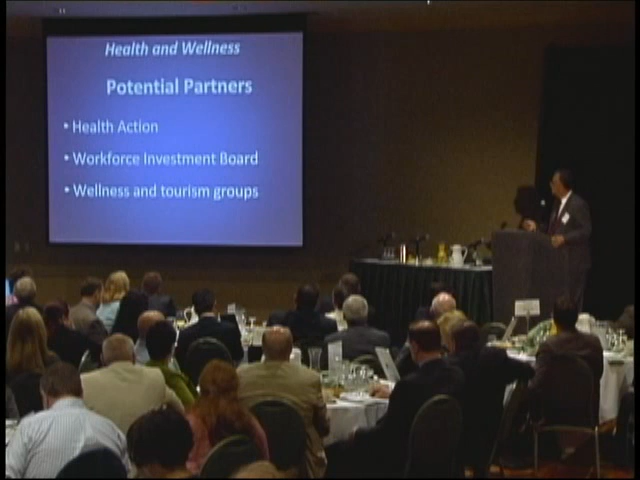 Health and Wellness
Potential Partners
• Health Action
• Workforce Investment Board
• Wellness and tourism groups